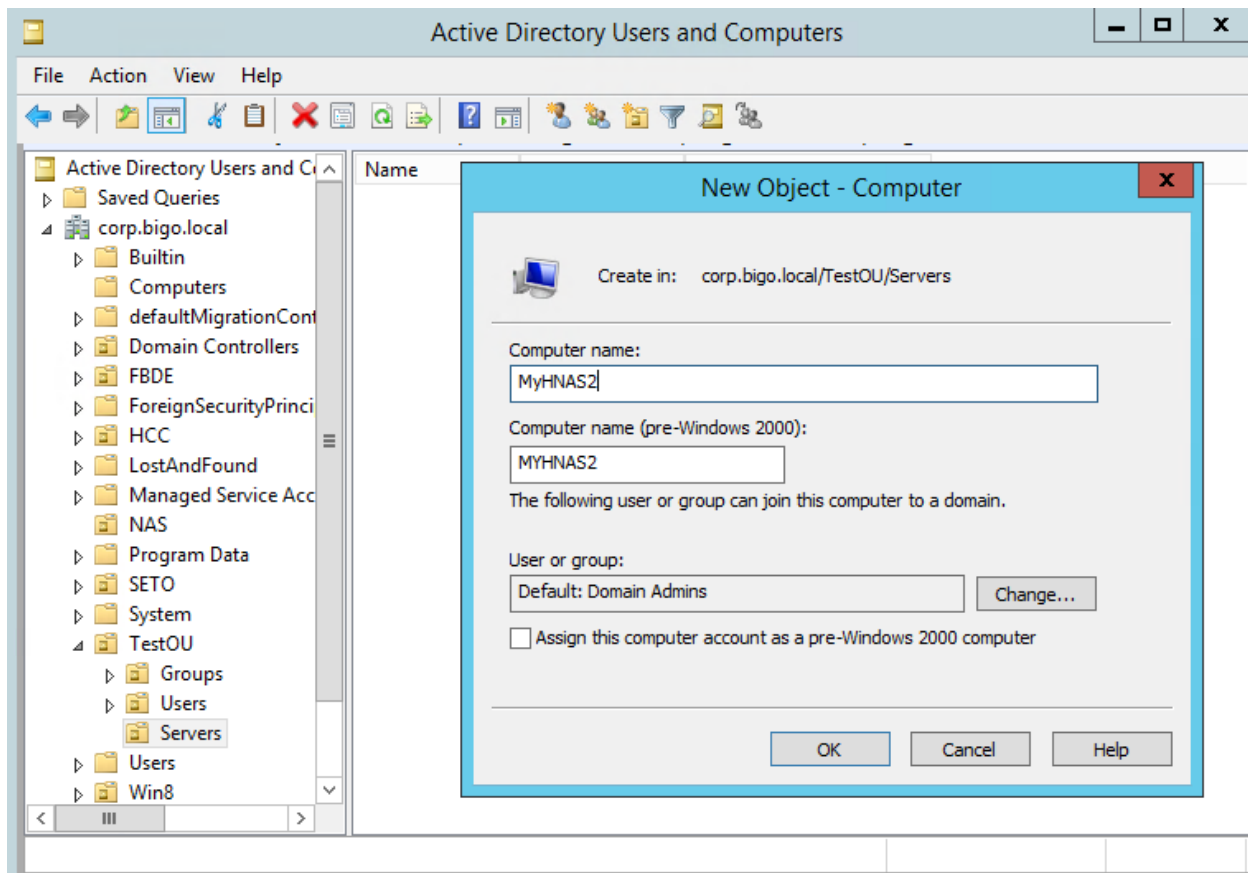 Active Directory Users and Computers
File Action View Help
Active Directory Users and Co
Saved Queries
corp.bigo.local
Builtin
Computers
defaultMigrationCont
Domain Controllers
FBDE
ForeignSecurityPrinci
HCC
LostAndFound
Managed Service Acc
NAS
Program Data
SETO
System
TestOU
Groups
Users
Servers
Users
Win8
Name
New Object - Computer
Create in: corp.bigo.local/TestOU/Servers
Computer name:
MyHNAS2
Computer name (pre-Windows 2000):
MYHNAS2
The following user or group can join this computer to a domain.
User or group:
Default: Domain Admins
Change...
Assign this computer account as a pre-Windows 2000 computer
OK Cancel Help